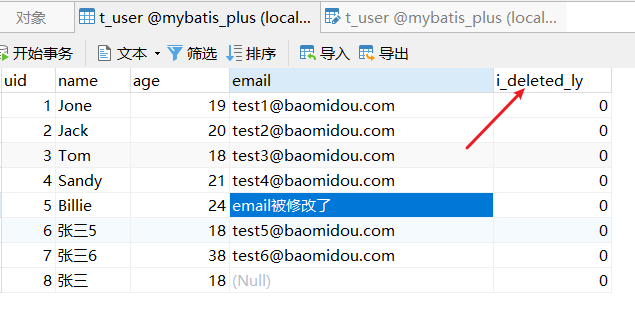 对象 t_user @mybatis_plus (local... t_user @mybatis_plus (local...
开始事务 文本 筛选 排序 导入 导出
uid name age email i_deleted_ly
1 Jone 19 test1@baomidou.com 0
2 Jack 20 test2@baomidou.com 0
3 Tom 18 test3@baomidou.com 0
4 Sandy 21 test4@baomidou.com 0
5 Billie 24 email被修改了 0
6 张三5 18 test5@baomidou.com 0
7 张三6 38 test6@baomidou.com 0
8 张三 18 (Null) 0